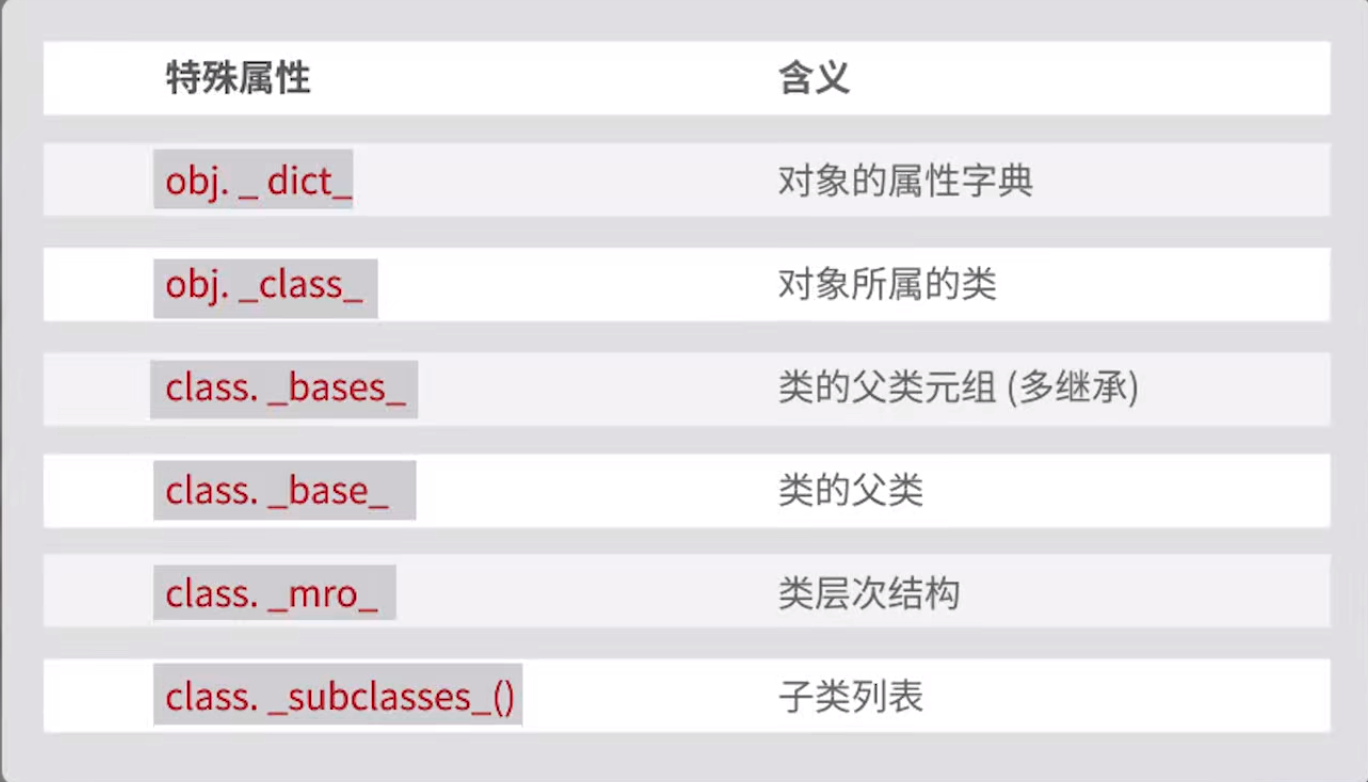 特殊属性 含义
obj. _ dict_ 对象的属性字典
obj. _class_ 对象所属的类
class. _bases_ 类的父类元组 (多继承)
class. _base_ 类的父类
class. _mro_ 类层次结构
class. _subclasses_() 子类列表